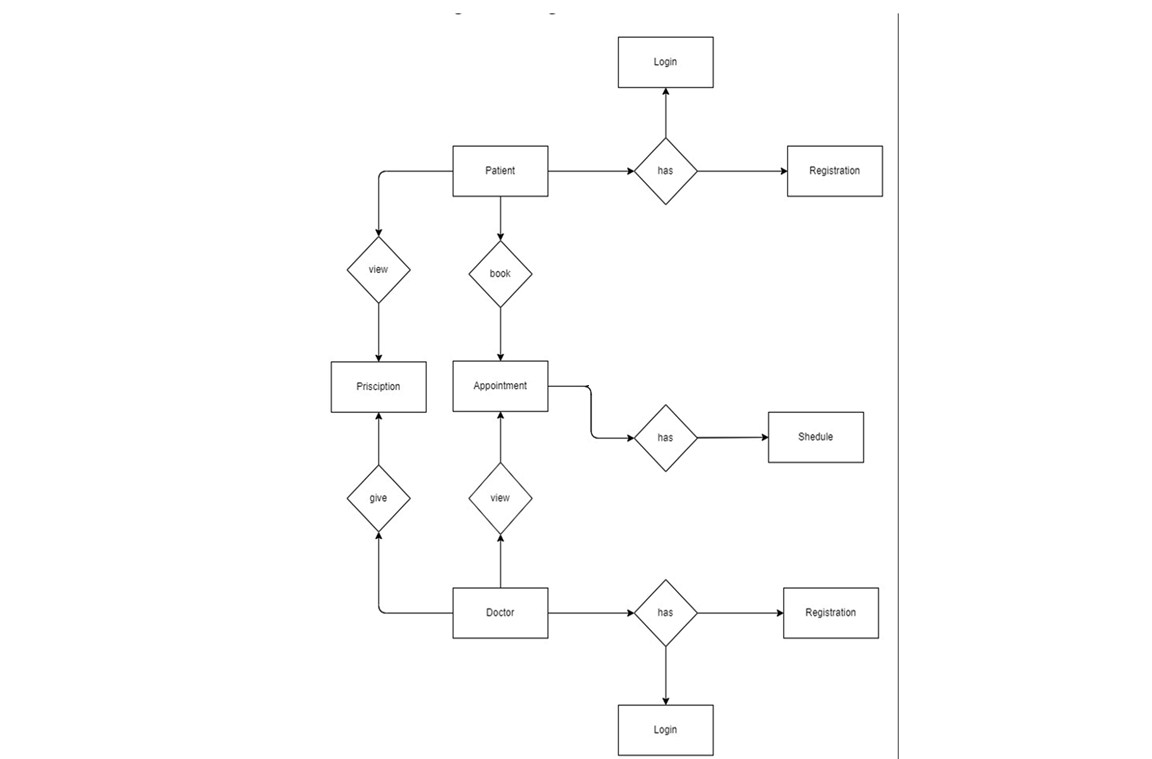 Login
Patient
has
Registration
view
book
Prisciption
Appointment
has
Shedule
give
view
Doctor
has
Registration
Login